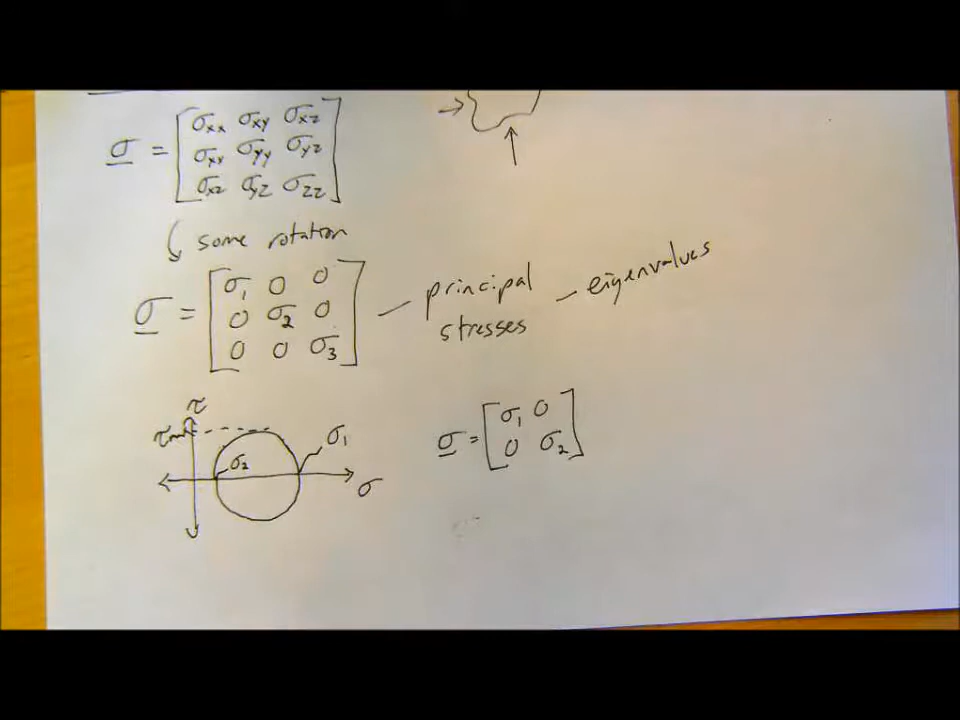 σ = [σxx σxy σxz
σxy σyy σyz
σxz σyz σzz]
some rotation
σ = [σ1 0 0
0 σ2 0
0 0 σ3] — principal stresses — eigenvalues
τ
τmax
σ1
σ2
σ
σ = [σ1 0
0 σ2]